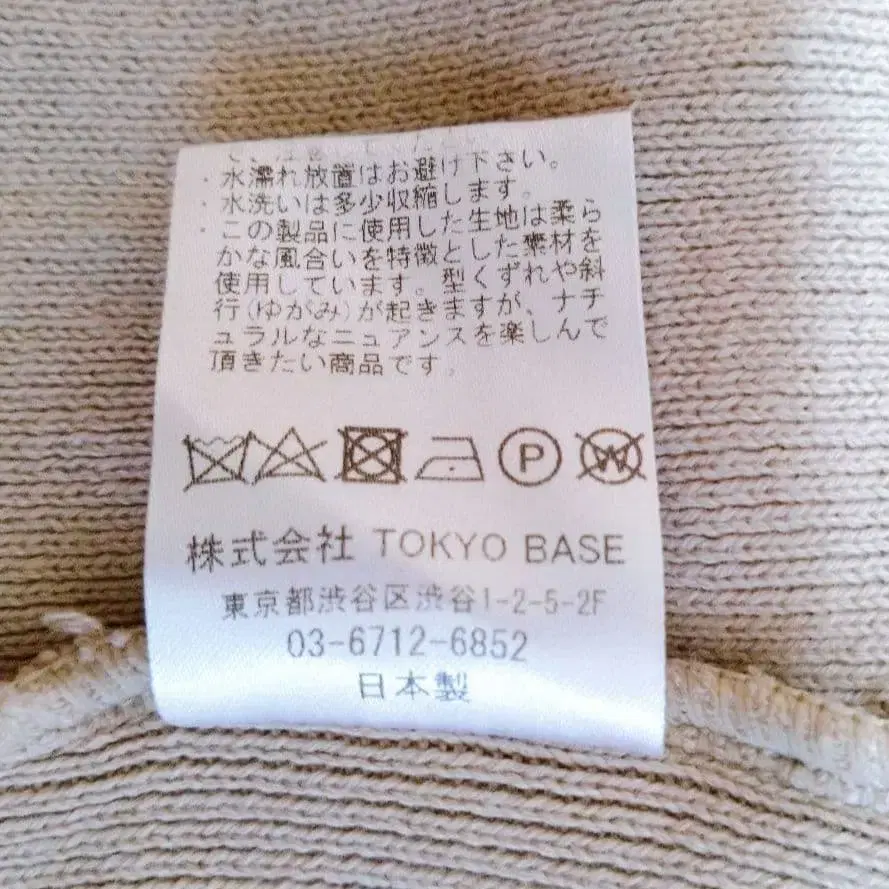 ・水濡れ放置はお避け下さい。
・水洗いは多少収縮します。
・この製品に使用した生地は柔ら
かな風合いを特徴とした素材を
使用しています。型くずれや斜
行(ゆがみ)が起きますが、ナチ
ュラルなニュアンスを楽しんで
頂きたい商品です。
P
W
株式会社 TOKYO BASE
東京都渋谷区渋谷1-2-5-2F
03-6712-6852
日本製